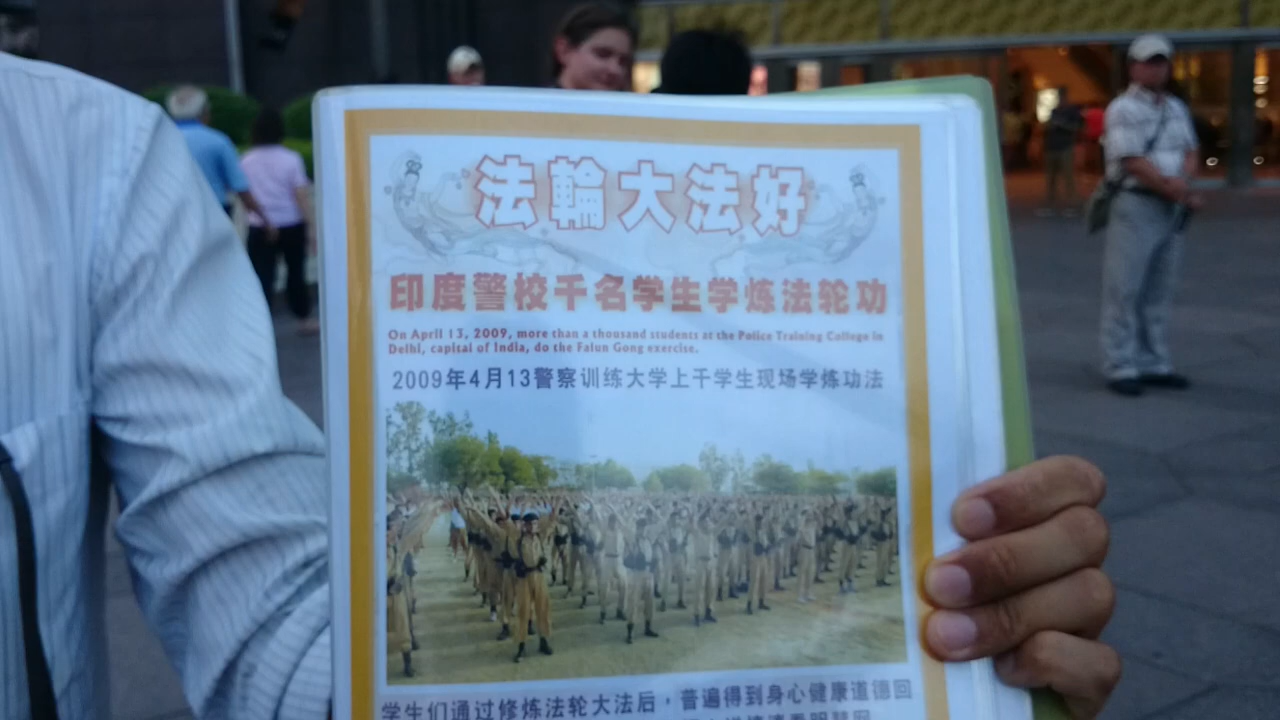 法輪大法好
印度警校千名学生学炼法轮功
On April 13, 2009, more than a thousand students at the Police Training College in
Delhi, capital of India, do the Falun Gong exercise.
2009年4月13警察训练大学上千学生现场学炼功法
学生们通过修炼法轮大法后，普遍得到身心健康道德回